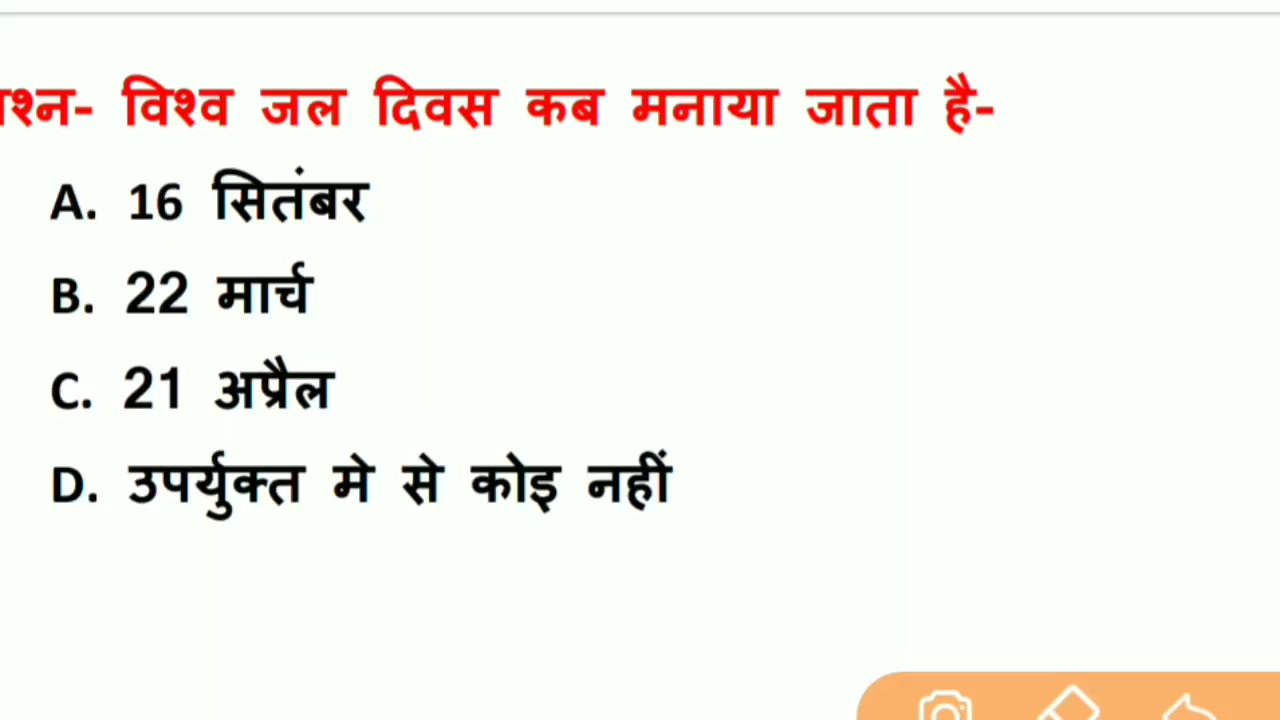 विश्व जल दिवस कब मनाया जाता है-
A. 16 सितंबर
B. 22 मार्च
C. 21 अप्रैल
D. उपर्युक्त मे से कोइ नहीं